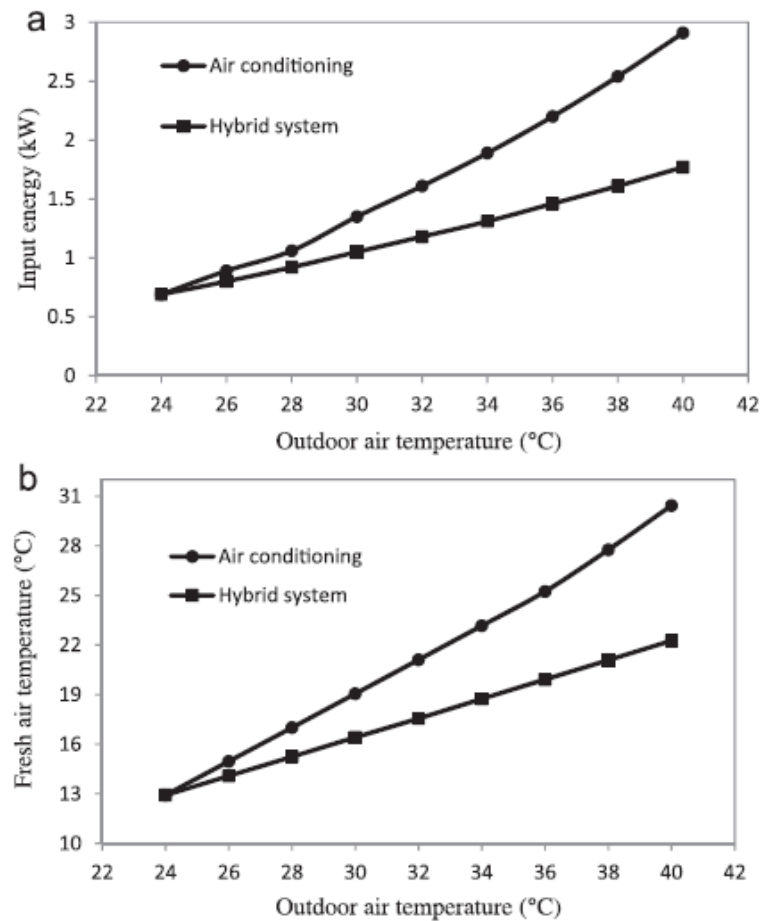 a
3
2.5
2
1.5
1
0.5
0
Input energy (kW)
Air conditioning
Hybrid system
22 24 26 28 30 32 34 36 38 40 42
Outdoor air temperature (°C)
b
31
28
25
22
19
16
13
10
Fresh air temperature (°C)
Air conditioning
Hybrid system
22 24 26 28 30 32 34 36 38 40 42
Outdoor air temperature (°C)